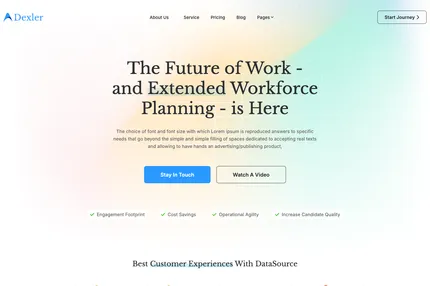 Dexler
About Us Service Pricing Blog Pages
Start Journey
The Future of Work -
and Extended Workforce
Planning - is Here
The choice of font and font size with which Lorem Ipsum is reproduced answers to specific
needs that go beyond the simple and simple filling of spaces dedicated to accepting real texts
and allowing to have hands an advertising/publishing product.
Stay In Touch
Watch A Video
Engagement Footprint Cost Savings Operational Agility Increase Candidate Quality
Best Customer Experiences With DataSource